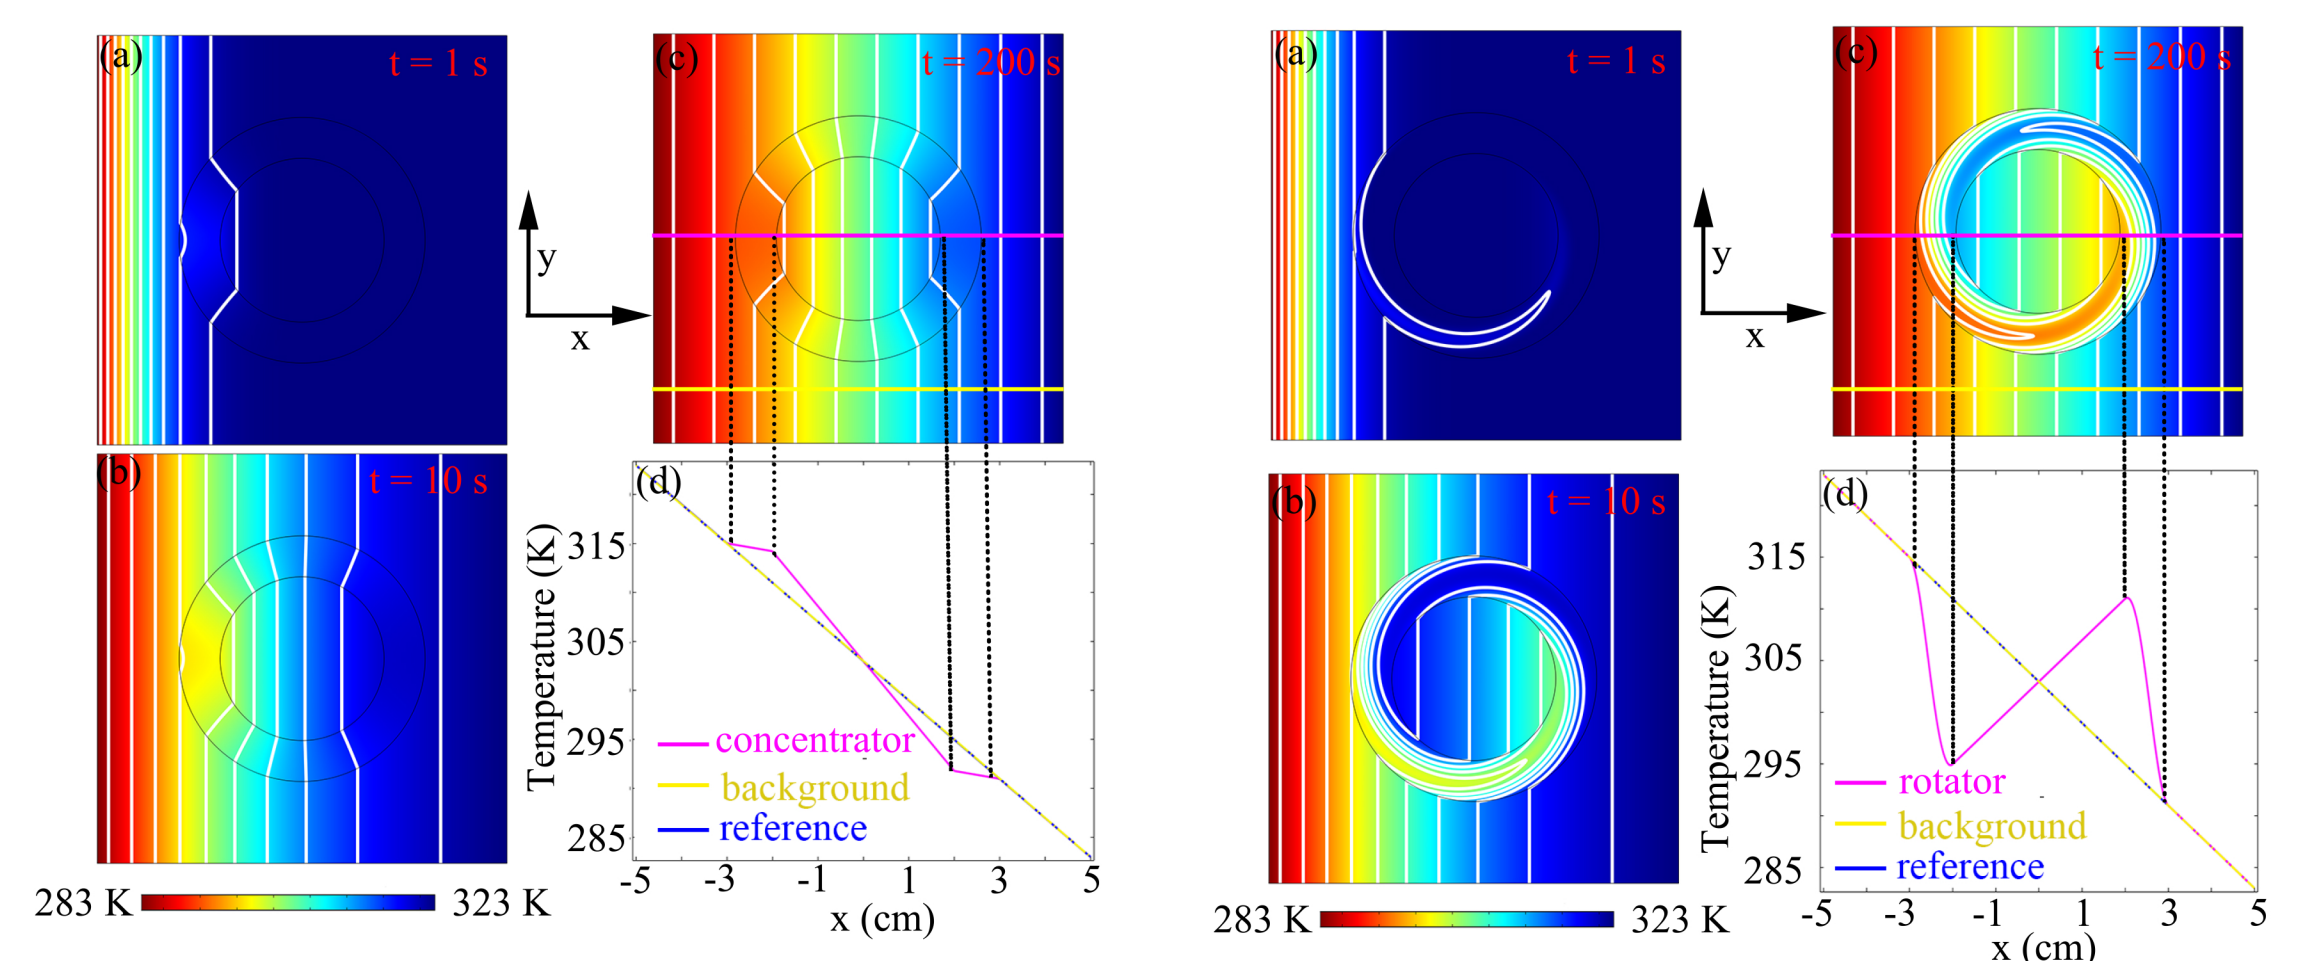 (a)
t = 1 s
(b)
t = 10 s
283 K
323 K
y
x
(c)
t = 200 s
(d)
Temperature (K)
315
305
295
285
concentrator
background
reference
-5 -3 -1 1 3 5
x (cm)
(a)
t = 1 s
(b)
t = 10 s
283 K
323 K
y
x
(c)
t = 200 s
(d)
Temperature (K)
315
305
295
285
rotator
background
reference
-5 -3 -1 1 3 5
x (cm)